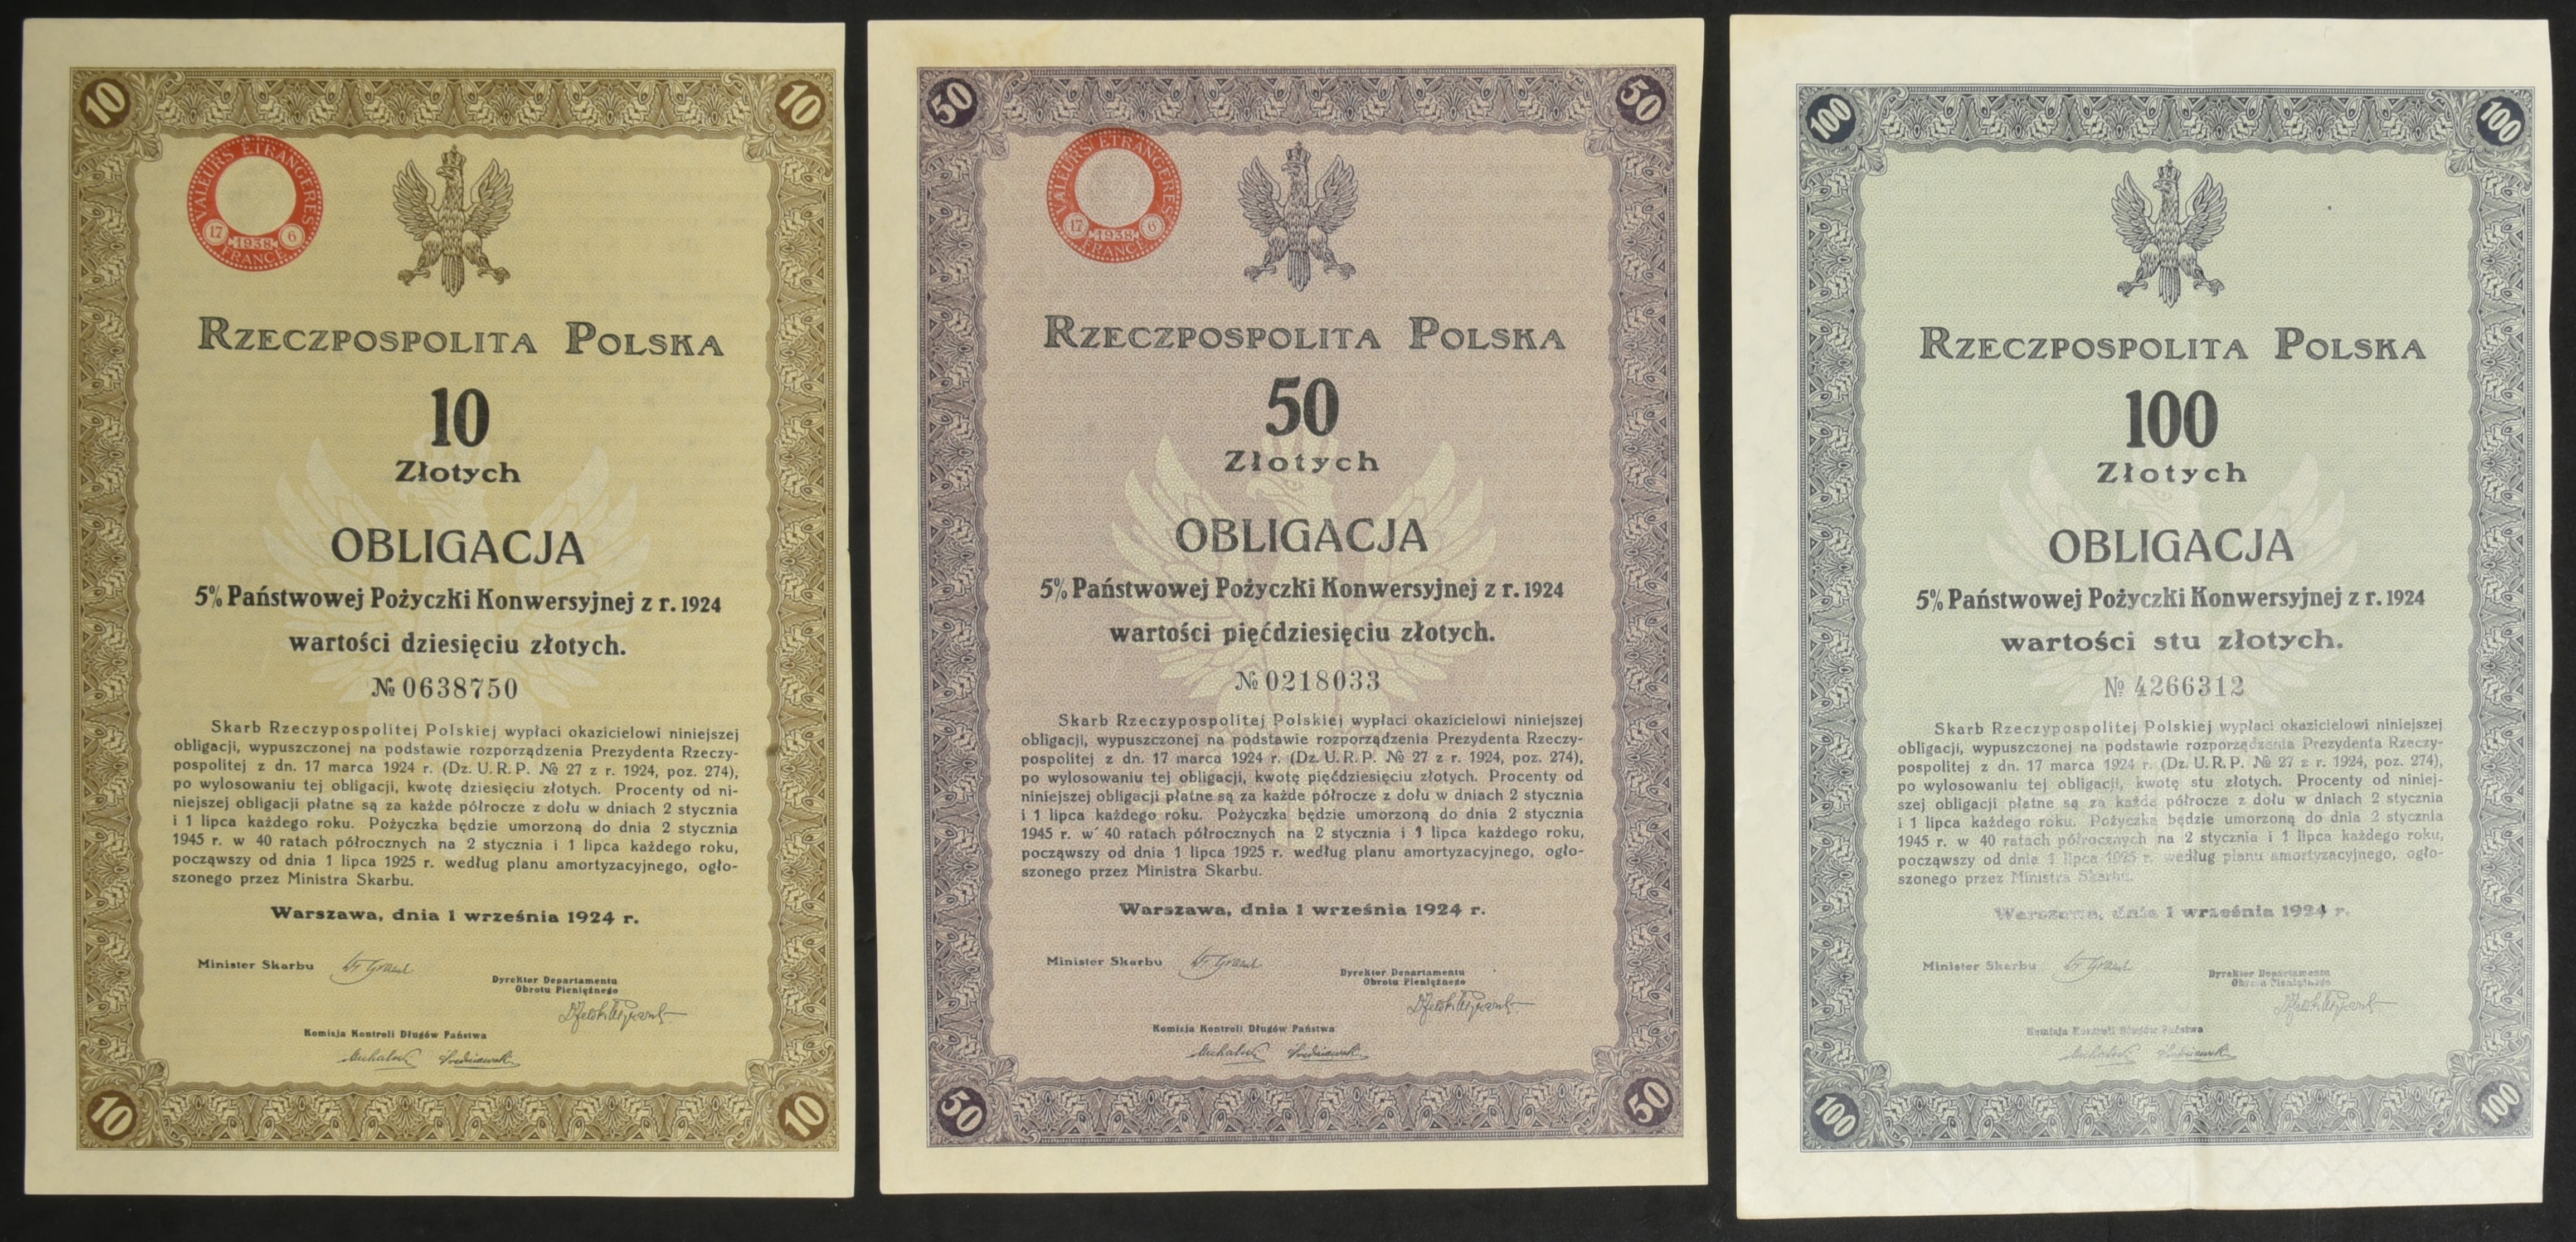 10
10
VALEURS ETRANGERES
17 1938 6
FRANCE
RZECZPOSPOLITA POLSKA
10
Złotych
OBLIGACJA
5% Państwowej Pożyczki Konwersyjnej z r. 1924
wartości dziesięciu złotych.
№ 0638750
Skarb Rzeczypospolitej Polskiej wypłaci okazicielowi niniejszej
obligacji, wypuszczonej na podstawie rozporządzenia Prezydenta Rzeczy-
pospolitej z dn. 17 marca 1924 r. (Dz. U. R. P. № 27 z r. 1924, poz. 274),
po wylosowaniu tej obligacji, kwotę dziesięciu złotych. Procenty od ni-
niejszej obligacji płatne są za każde półrocze z dołu w dniach 2 stycznia
i 1 lipca każdego roku. Pożyczka będzie umorzoną do dnia 2 stycznia
1945 r. w 40 ratach półrocznych na 2 stycznia i 1 lipca każdego roku,
począwszy od dnia 1 lipca 1925 r. według planu amortyzacyjnego, ogło-
szonego przez Ministra Skarbu.
Warszawa, dnia 1 września 1924 r.
Minister Skarbu
Dyrektor Departamentu
Obrotu Pieniężnego
Komisja Kontroli Długów Państwa
10
10
50
50
VALEURS ETRANGERES
17 1938 6
FRANCE
RZECZPOSPOLITA POLSKA
50
Złotych
OBLIGACJA
5% Państwowej Pożyczki Konwersyjnej z r. 1924
wartości pięćdziesięciu złotych.
№ 0218033
Skarb Rzeczypospolitej Polskiej wypłaci okazicielowi niniejszej
obligacji, wypuszczonej na podstawie rozporządzenia Prezydenta Rzeczy-
pospolitej z dn. 17 marca 1924 r. (Dz. U. R. P. № 27 z r. 1924, poz. 274),
po wylosowaniu tej obligacji, kwotę pięćdziesięciu złotych. Procenty od
niniejszej obligacji płatne są za każde półrocze z dołu w dniach 2 stycznia
i 1 lipca każdego roku. Pożyczka będzie umorzoną do dnia 2 stycznia
1945 r. w 40 ratach półrocznych na 2 stycznia i 1 lipca każdego roku,
począwszy od dnia 1 lipca 1925 r. według planu amortyzacyjnego, ogło-
szonego przez Ministra Skarbu.
Warszawa, dnia 1 września 1924 r.
Minister Skarbu
Dyrektor Departamentu
Obrotu Pieniężnego
Komisja Kontroli Długów Państwa
50
50
100
100
RZECZPOSPOLITA POLSKA
100
Złotych
OBLIGACJA
5% Państwowej Pożyczki Konwersyjnej z r. 1924
wartości stu złotych.
№ 4266312
Skarb Rzeczypospolitej Polskiej wypłaci okazicielowi niniejszej
obligacji, wypuszczonej na podstawie rozporządzenia Prezydenta Rzeczy-
pospolitej z dn. 17 marca 1924 r. (Dz. U. R. P. № 27 z r. 1924, poz. 274),
po wylosowaniu tej obligacji, kwotę stu złotych. Procenty od niniej-
szej obligacji płatne są za każde półrocze z dołu w dniach 2 stycznia
i 1 lipca każdego roku. Pożyczka będzie umorzoną do dnia 2 stycznia
1945 r. w 40 ratach półrocznych na 2 stycznia i 1 lipca każdego roku,
począwszy od dnia 1 lipca 1925 r. według planu amortyzacyjnego, ogło-
szonego przez Ministra Skarbu.
Warszawa, dnia 1 września 1924 r.
Minister Skarbu
Dyrektor Departamentu
Obrotu Pieniężnego
Komisja Kontroli Długów Państwa
100
100